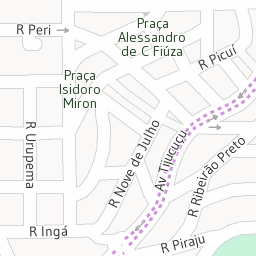 Praça
Alessandro
de C Fiúza
R Peri
R Picuí
Praça
Isidoro
Miron
R Urupema
R Nove de Julho
Av Tijucuçu
R Ribeirão Preto
R Ingá
R Piraju